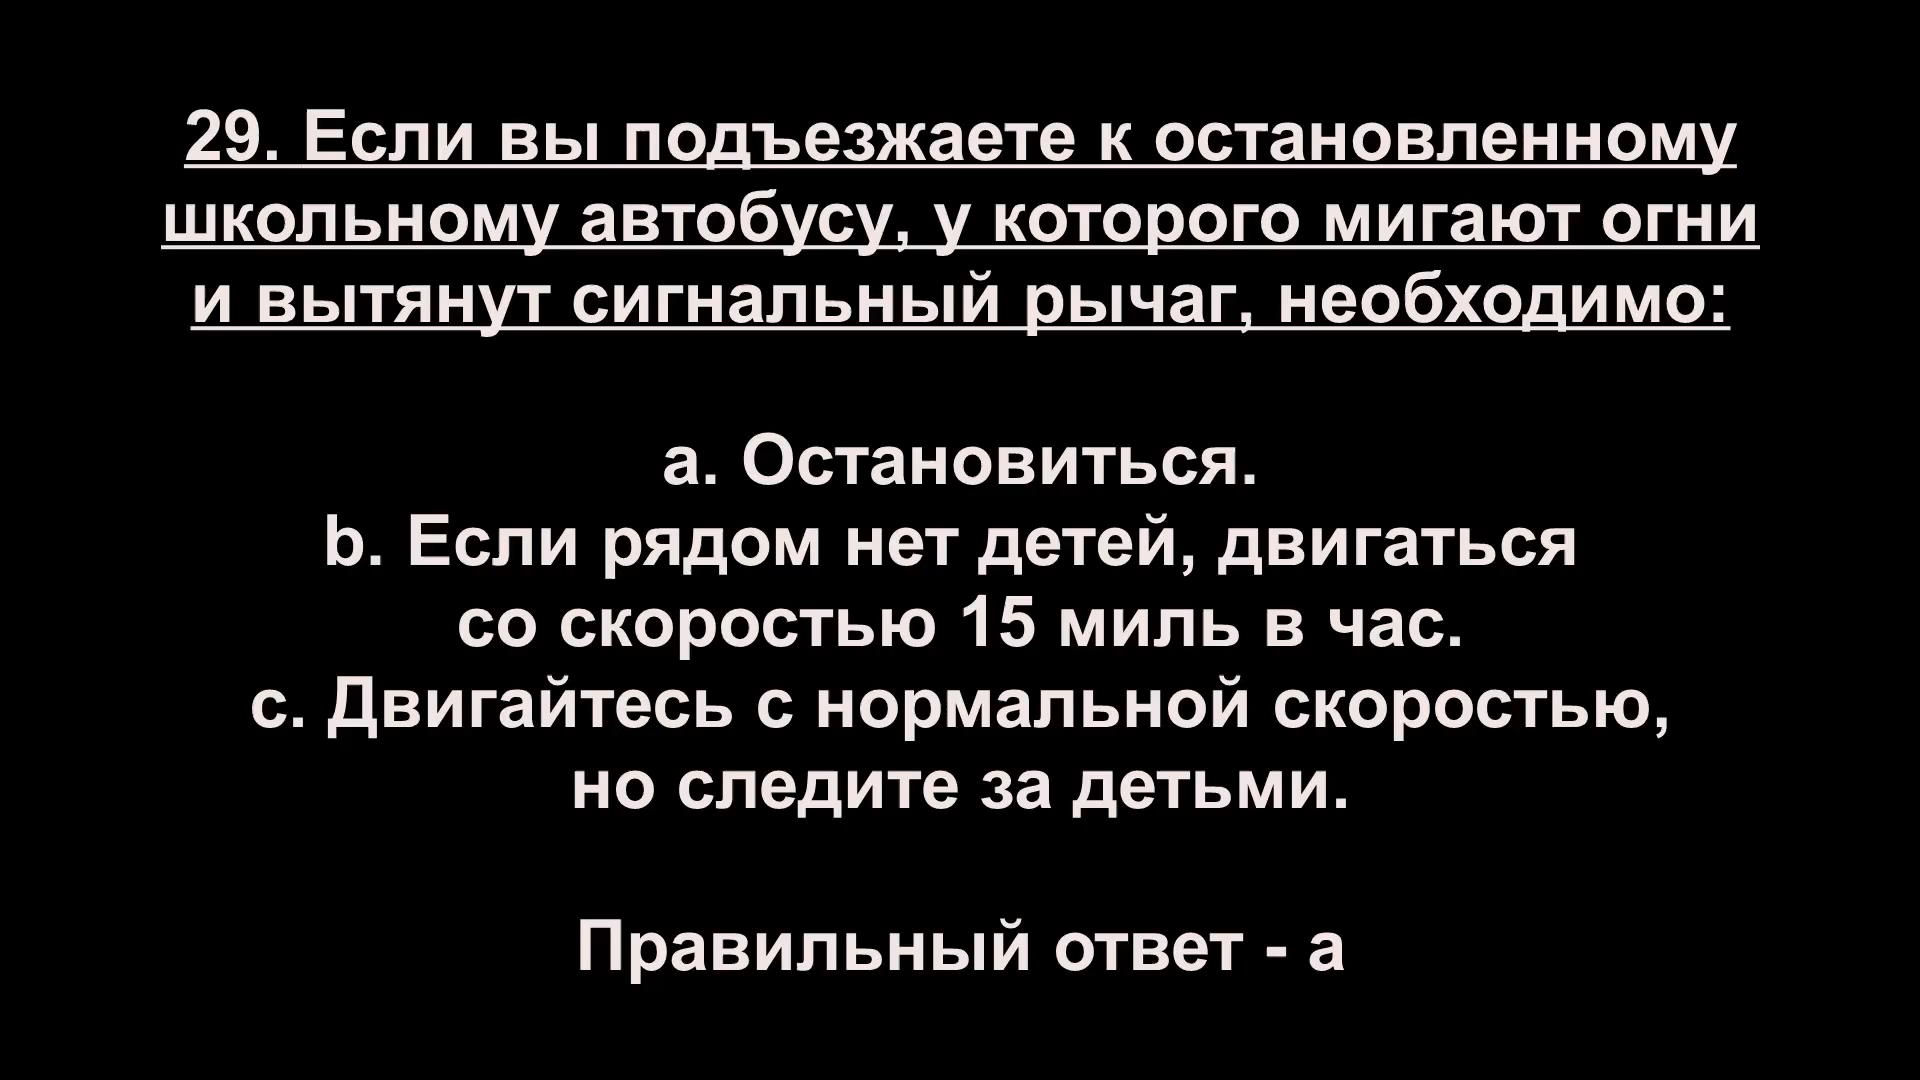 29. Если вы подъезжаете к остановленному
школьному автобусу, у которого мигают огни
и вытянут сигнальный рычаг, необходимо:
a. Остановиться.
b. Если рядом нет детей, двигаться
со скоростью 15 миль в час.
c. Двигайтесь с нормальной скоростью,
но следите за детьми.
Правильный ответ - a